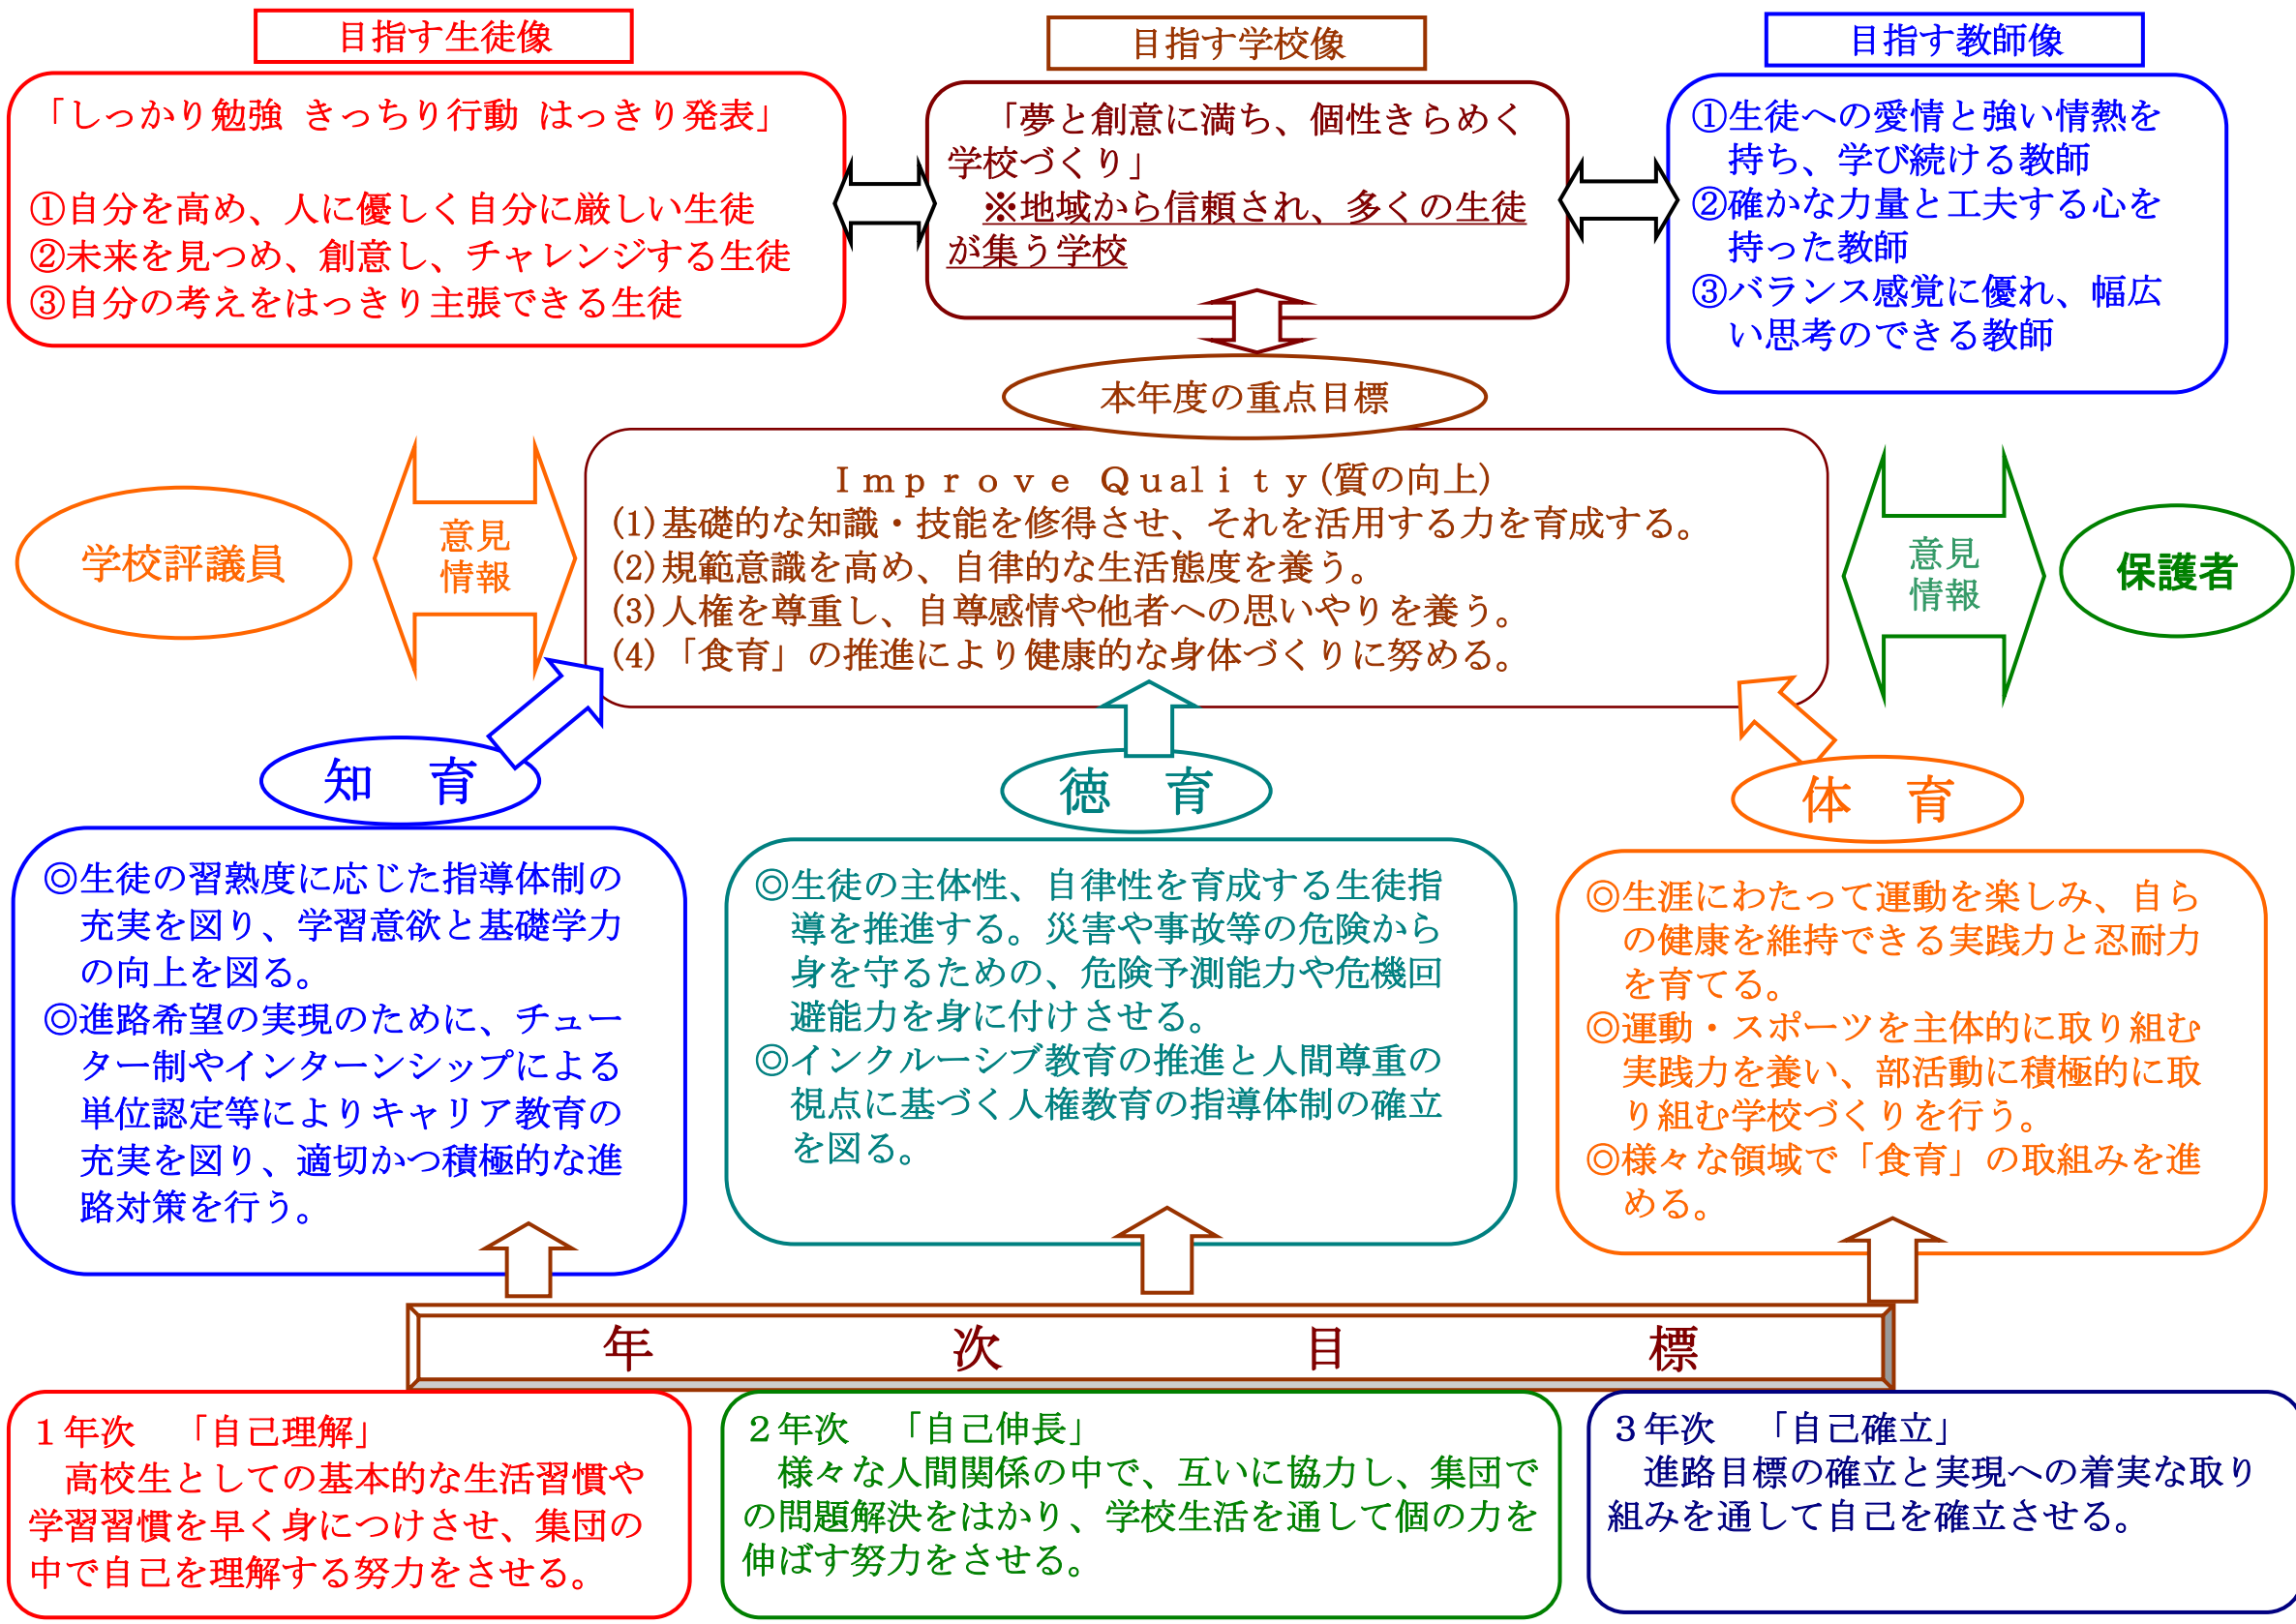 目指す生徒像
「しっかり勉強 きっちり行動 はっきり発表」
①自分を高め、人に優しく自分に厳しい生徒
②未来を見つめ、創意し、チャレンジする生徒
③自分の考えをはっきり主張できる生徒
目指す学校像
「夢と創意に満ち、個性きらめく
学校づくり」
※地域から信頼され、多くの生徒
が集う学校
目指す教師像
①生徒への愛情と強い情熱を
持ち、学び続ける教師
②確かな力量と工夫する心を
持った教師
③バランス感覚に優れ、幅広
い思考のできる教師
本年度の重点目標
Ｉｍｐｒｏｖｅ Ｑｕalｉｔｙ(質の向上)
(1)基礎的な知識・技能を修得させ、それを活用する力を育成する。
(2)規範意識を高め、自律的な生活態度を養う。
(3)人権を尊重し、自尊感情や他者への思いやりを養う。
(4)「食育」の推進により健康的な身体づくりに努める。
学校評議員
意見
情報
意見
情報
保護者
知　育
◎生徒の習熟度に応じた指導体制の
充実を図り、学習意欲と基礎学力
の向上を図る。
◎進路希望の実現のために、チュー
ター制やインターンシップによる
単位認定等によりキャリア教育の
充実を図り、適切かつ積極的な進
路対策を行う。
徳　育
◎生徒の主体性、自律性を育成する生徒指
導を推進する。災害や事故等の危険から
身を守るための、危険予測能力や危機回
避能力を身に付けさせる。
◎インクルーシブ教育の推進と人間尊重の
視点に基づく人権教育の指導体制の確立
を図る。
体　育
◎生涯にわたって運動を楽しみ、自ら
の健康を維持できる実践力と忍耐力
を育てる。
◎運動・スポーツを主体的に取り組む
実践力を養い、部活動に積極的に取
り組む学校づくりを行う。
◎様々な領域で「食育」の取組みを進
める。
年　次　目　標
１年次　「自己理解」
高校生としての基本的な生活習慣や
学習習慣を早く身につけさせ、集団の
中で自己を理解する努力をさせる。
２年次　「自己伸長」
様々な人間関係の中で、互いに協力し、集団で
の問題解決をはかり、学校生活を通して個の力を
伸ばす努力をさせる。
３年次　「自己確立」
進路目標の確立と実現への着実な取り
組みを通して自己を確立させる。